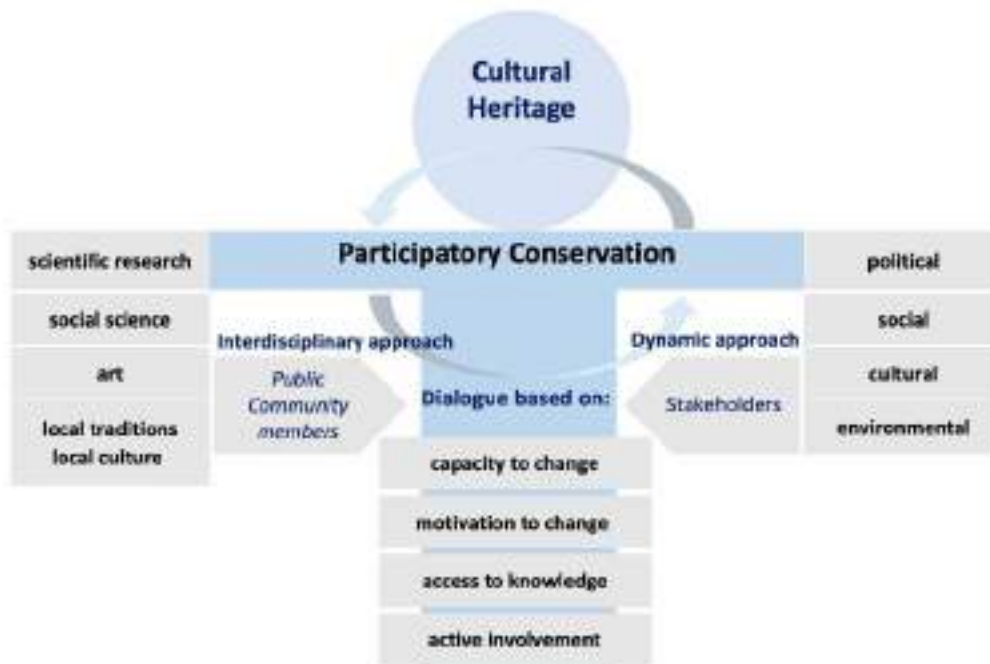 Cultural
Heritage
Participatory Conservation
scientific research
social science
art
local traditions
local culture
Interdisciplinary approach
Public
Community
members
Dialogue based on:
capacity to change
motivation to change
access to knowledge
active involvement
Dynamic approach
Stakeholders
political
social
cultural
environmental